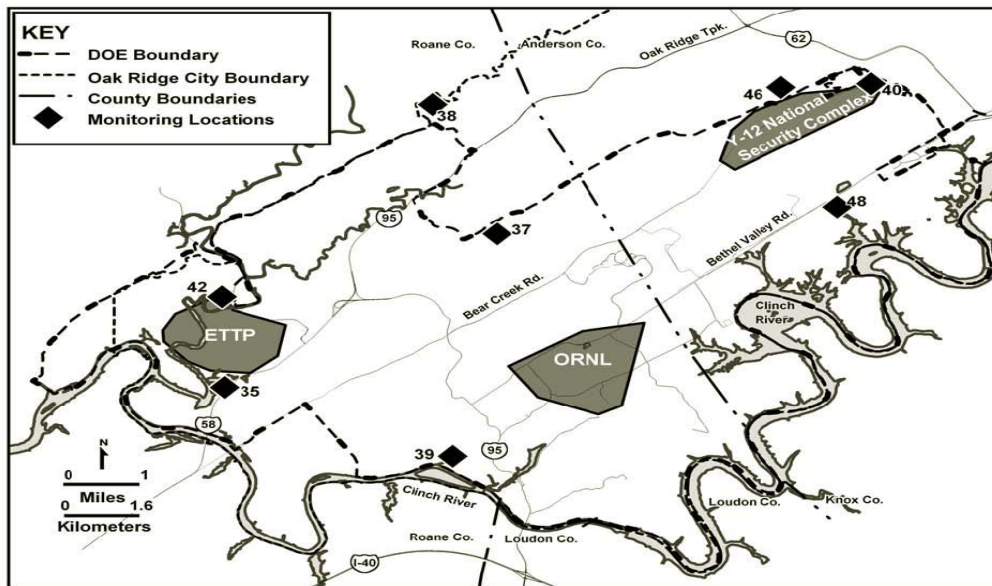 KEY
DOE Boundary
Oak Ridge City Boundary
County Boundaries
Monitoring Locations
Roane Co.
Anderson Co.
Oak Ridge Tpk.
62
38
46
40
Y-12 National
Security Complex
95
37
48
Bethel Valley Rd.
42
Bear Creek Rd.
ETTP
Clinch
River
ORNL
35
58
39
95
N
0 1
Miles
0 1.6
Kilometers
Clinch River
Loudon Co.
Knox Co.
Roane Co.
Loudon Co.
I-40